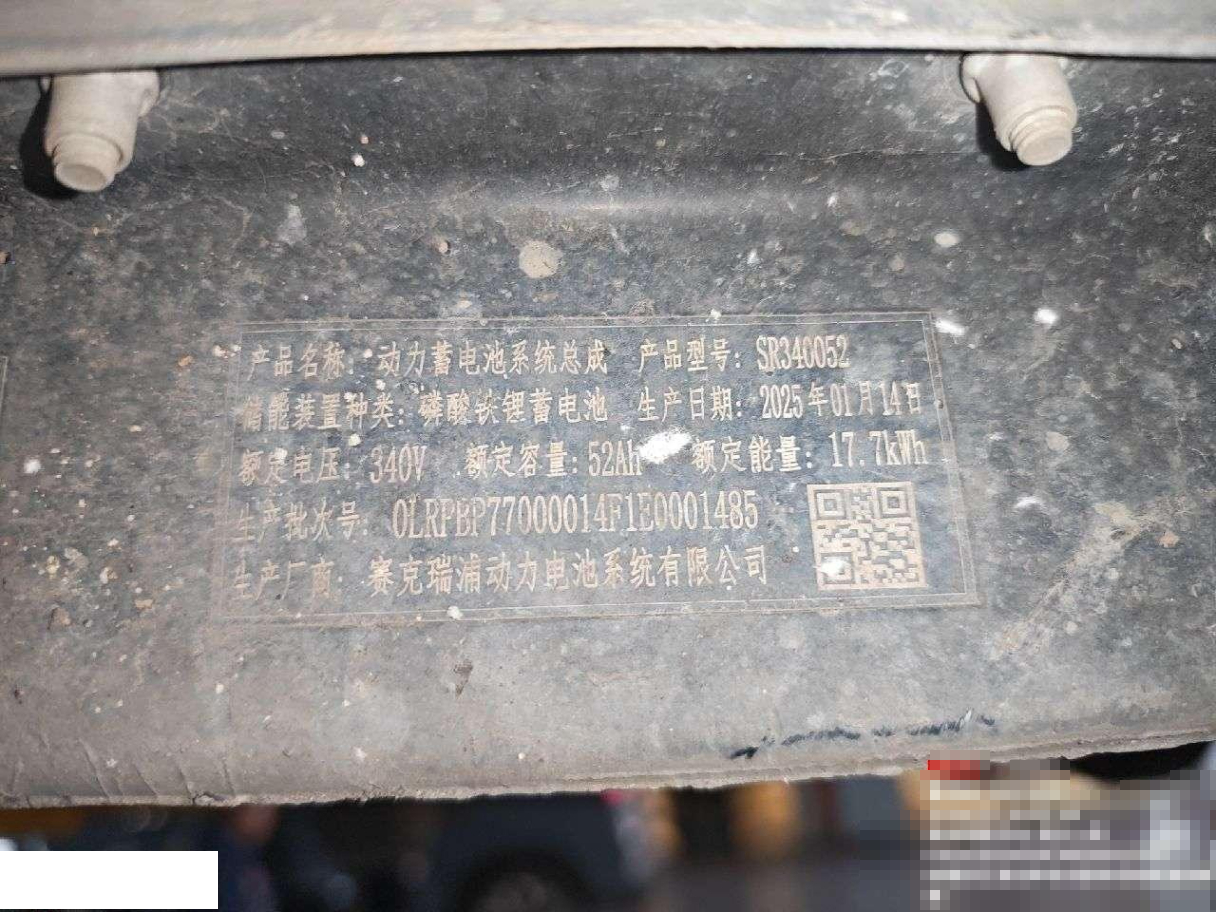 产品名称：动力蓄电池系统总成 产品型号：SR340052
储能装置种类：磷酸铁锂蓄电池 生产日期：2025年01月14日
额定电压：340V 额定容量：52Ah 额定能量：17.7kWh
生产批次号：0LRPBP77000014F1E0001485
生产厂商：赛克瑞浦动力电池系统有限公司